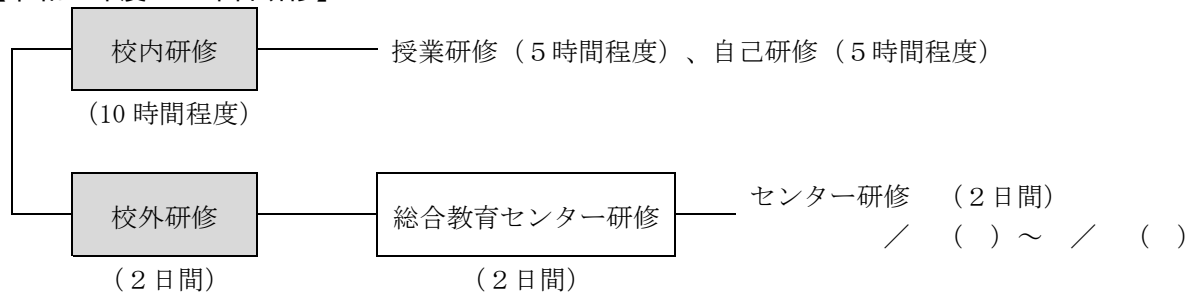 校内研修
授業研修（５時間程度）、自己研修（５時間程度）
（10 時間程度）
校外研修
総合教育センター研修
センター研修　（２日間）
／　（　）～　／　（　）
（２日間）
（２日間）